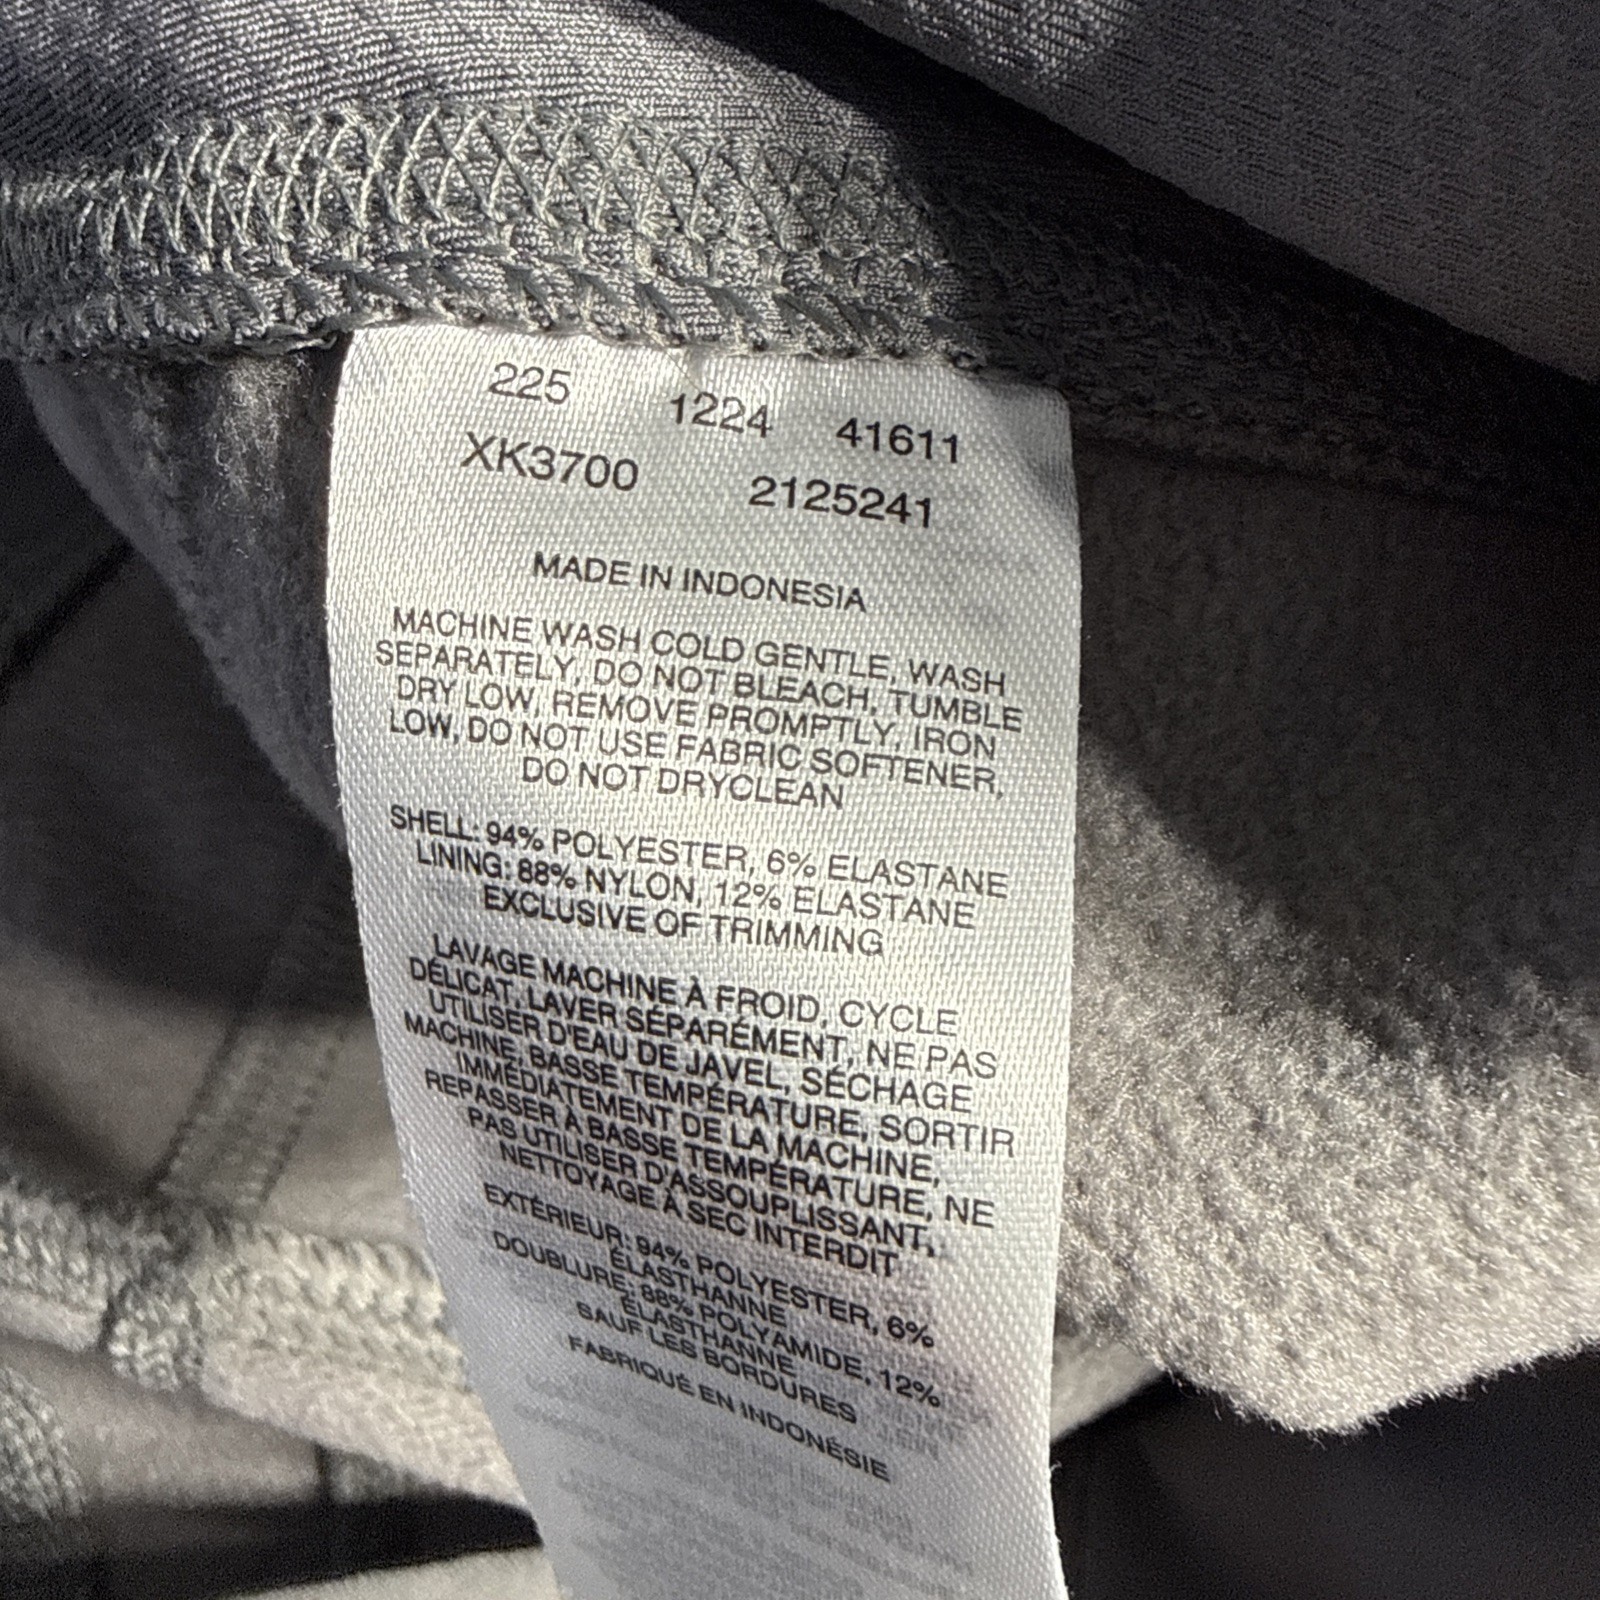 225 1224 41611
XK3700 2125241
MADE IN INDONESIA
MACHINE WASH COLD GENTLE, WASH
SEPARATELY, DO NOT BLEACH, TUMBLE
DRY LOW, REMOVE PROMPTLY, IRON
LOW, DO NOT USE FABRIC SOFTENER,
DO NOT DRYCLEAN
SHELL: 94% POLYESTER, 6% ELASTANE
LINING: 88% NYLON, 12% ELASTANE
EXCLUSIVE OF TRIMMING
LAVAGE MACHINE À FROID, CYCLE
DÉLICAT, LAVER SÉPARÉMENT, NE PAS
UTILISER D'EAU DE JAVEL, SÉCHAGE
MACHINE, BASSE TEMPÉRATURE, SORTIR
IMMÉDIATEMENT DE LA MACHINE,
REPASSER À BASSE TEMPÉRATURE, NE
PAS UTILISER D'ASSOUPLISSANT,
NETTOYAGE À SEC INTERDIT
EXTÉRIEUR: 94% POLYESTER, 6%
ÉLASTHANNE
DOUBLURE: 88% POLYAMIDE, 12%
ÉLASTHANNE
SAUF LES BORDURES
FABRIQUÉ EN INDONÉSIE